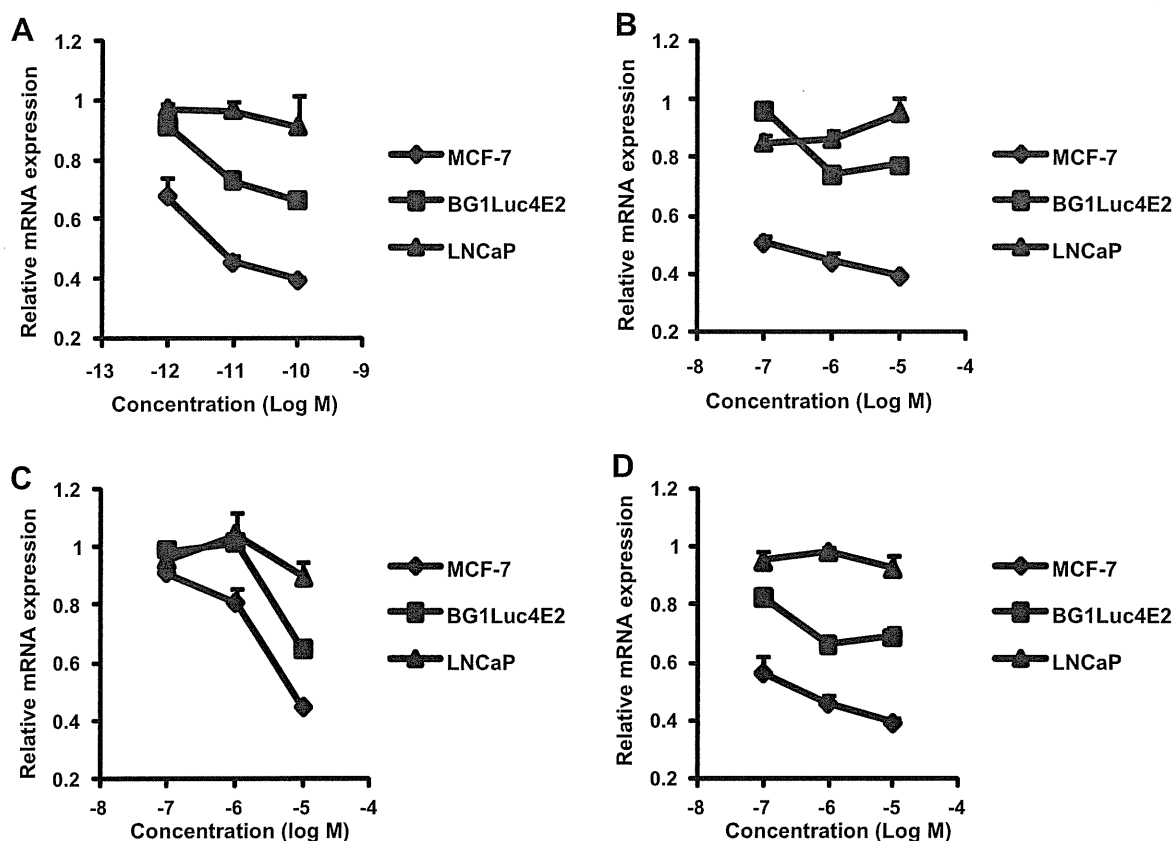 A
Relative mRNA expression
1.2
1
0.8
0.6
0.4
0.2
-13 -12 -11 -10 -9
Concentration (Log M)
MCF-7
BG1Luc4E2
LNCaP
B
Relative mRNA expression
1.2
1
0.8
0.6
0.4
0.2
-8 -7 -6 -5 -4
Concentration (Log M)
MCF-7
BG1Luc4E2
LNCaP
C
Relative mRNA expression
1.2
1
0.8
0.6
0.4
0.2
-8 -7 -6 -5 -4
Concentration (log M)
MCF-7
BG1Luc4E2
LNCaP
D
Relative mRNA expression
1.2
1
0.8
0.6
0.4
0.2
-8 -7 -6 -5 -4
Concentration (Log M)
MCF-7
BG1Luc4E2
LNCaP